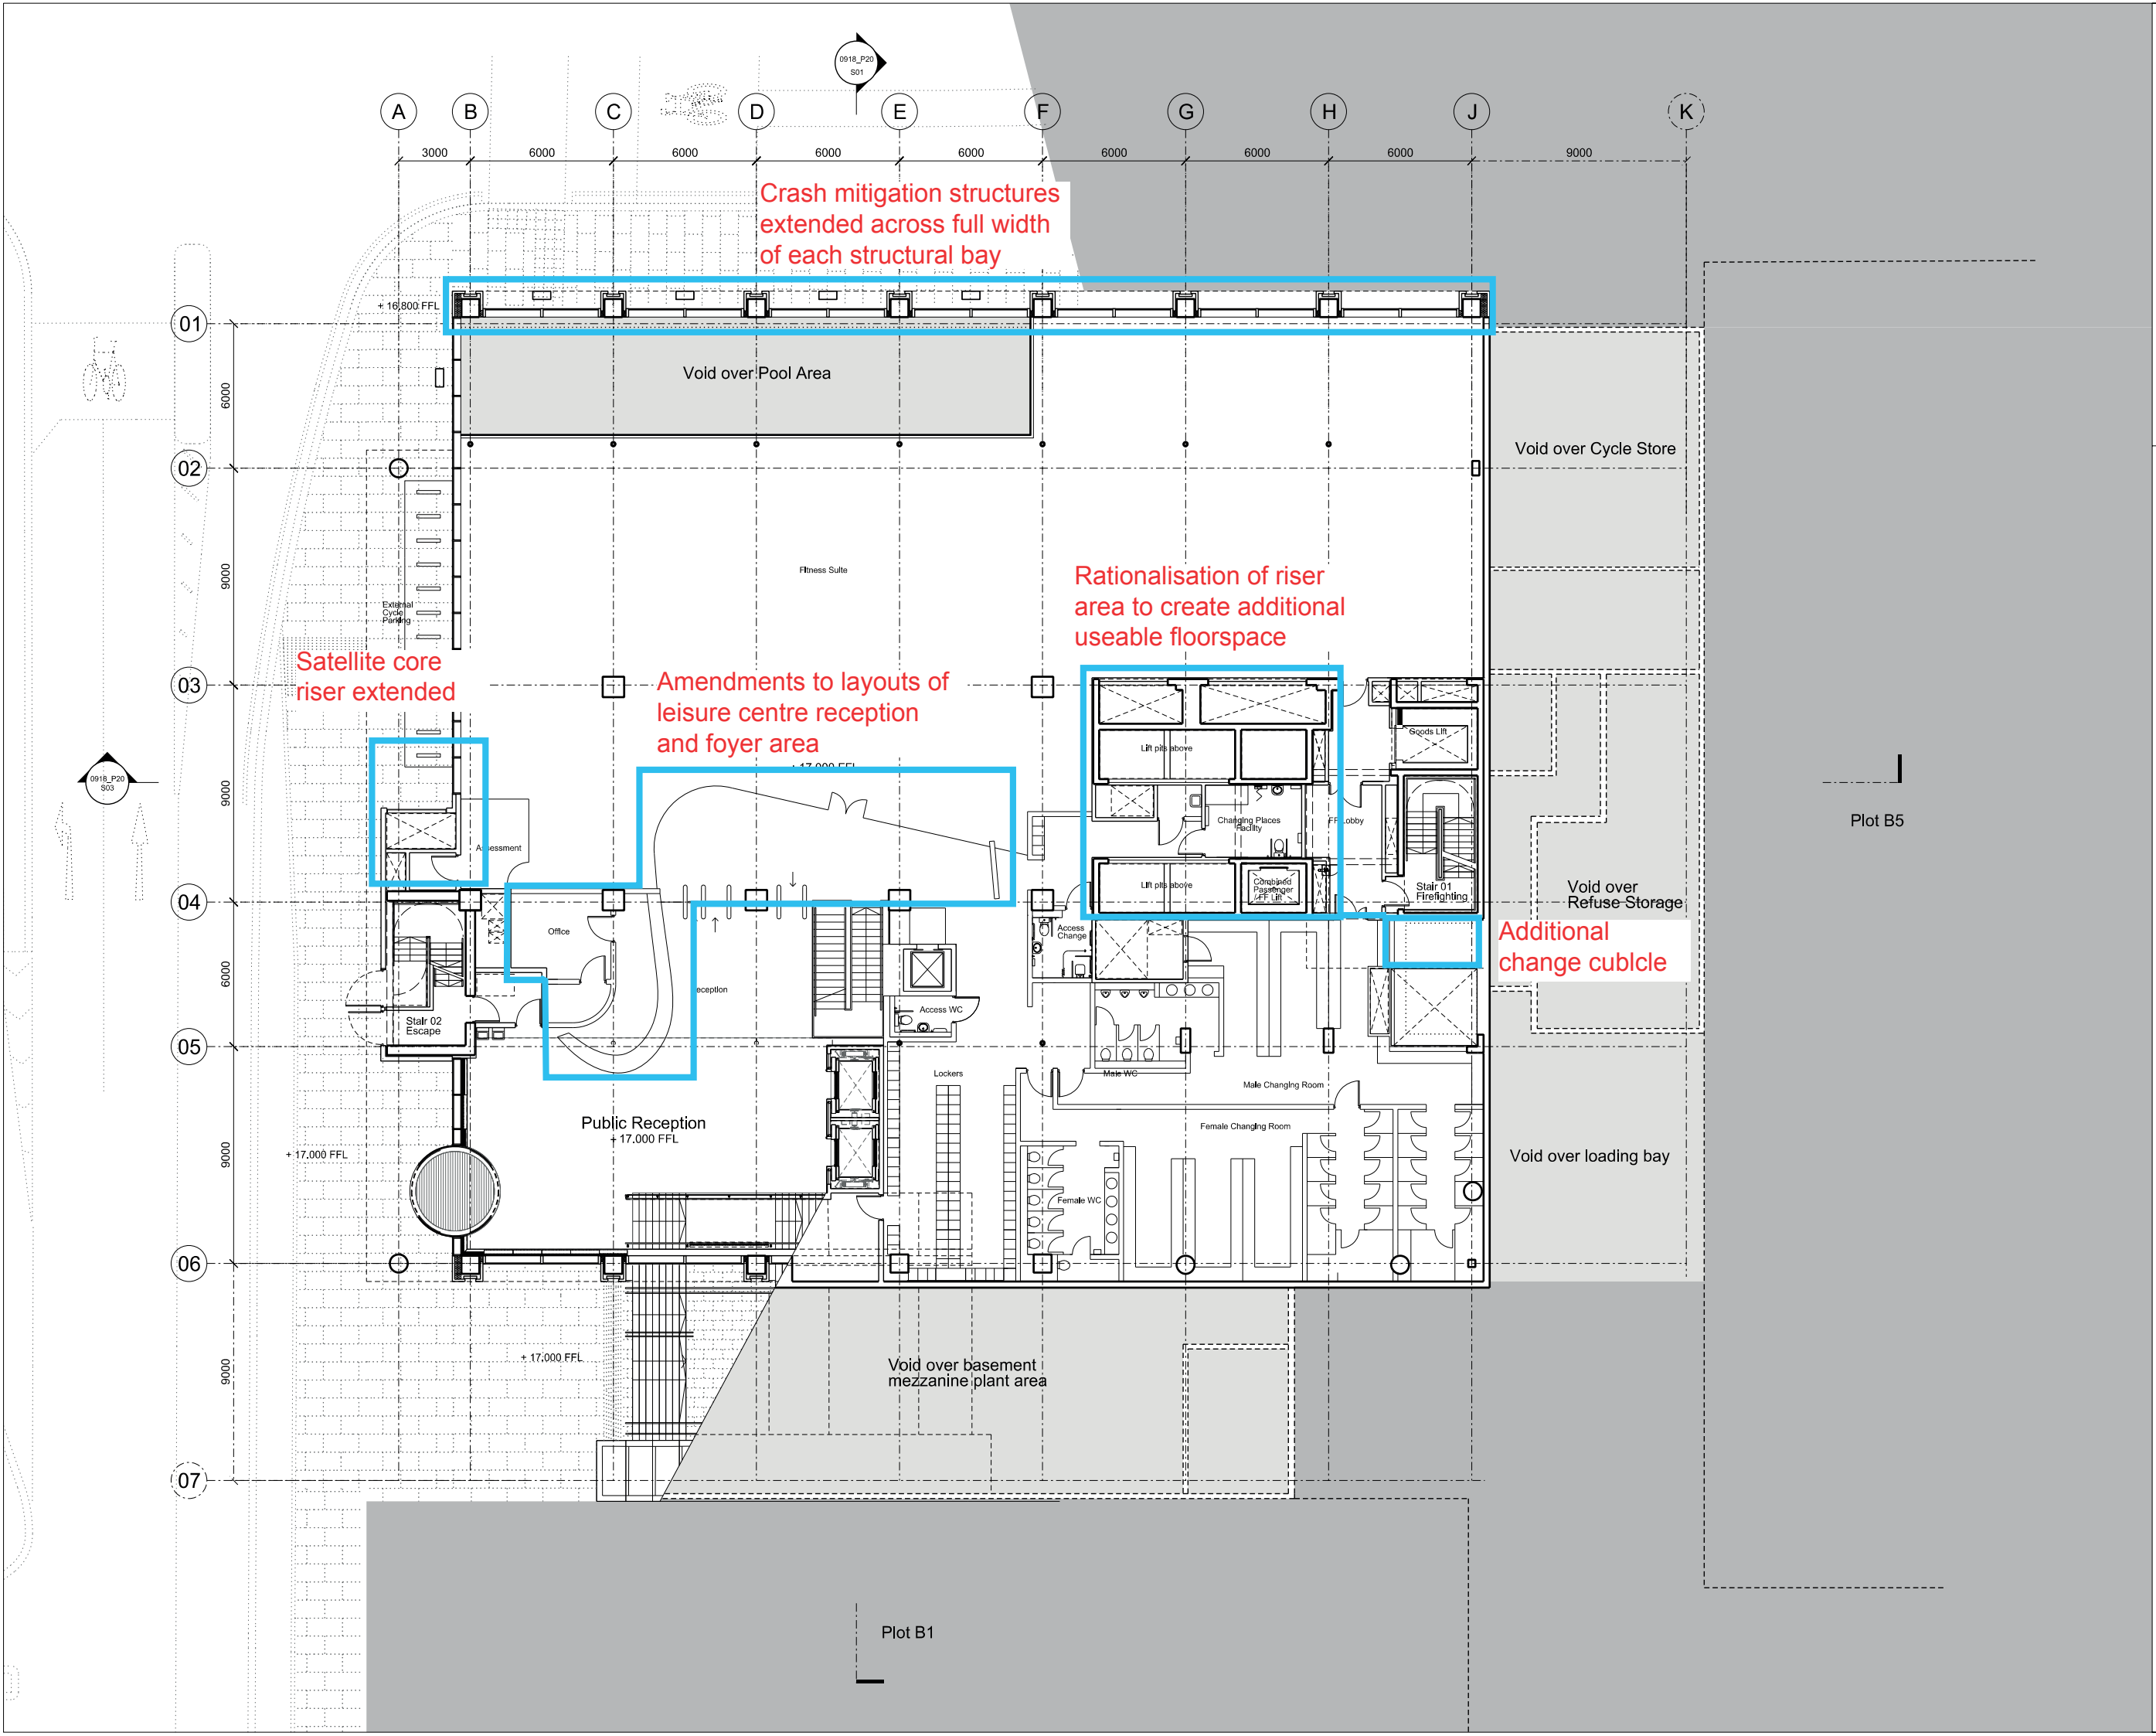 0918_P20
S01
A
B
C
D
E
F
G
H
J
K
3000
6000
6000
6000
6000
6000
6000
6000
9000
Crash mitigation structures
extended across full width
of each structural bay
+ 16.800 FFL
01
Void over Pool Area
6000
Void over Cycle Store
02
Fitness Suite
9000
External
Cycle
Parking
Rationalisation of riser
area to create additional
useable floorspace
Satellite core
riser extended
03
Amendments to layouts of
leisure centre reception
and foyer area
+ 17.000 FFL
Goods Lift
Lift pits above
0918_P20
S03
9000
Changing Places
Facility
FF Lobby
Plot B5
Assessment
Lift pits above
Combined
Passenger
FF Lift
Stair 01
Firefighting
Void over
Refuse Storage
04
Office
Access
Change
Additional
change cubicle
6000
eception
Access WC
Stair 02
Escape
05
Lockers
Male WC
Male Changing Room
Public Reception
+ 17.000 FFL
Female Changing Room
9000
+ 17.000 FFL
Void over loading bay
Female WC
06
+ 17.000 FFL
Void over basement
mezzanine plant area
9000
07
Plot B1